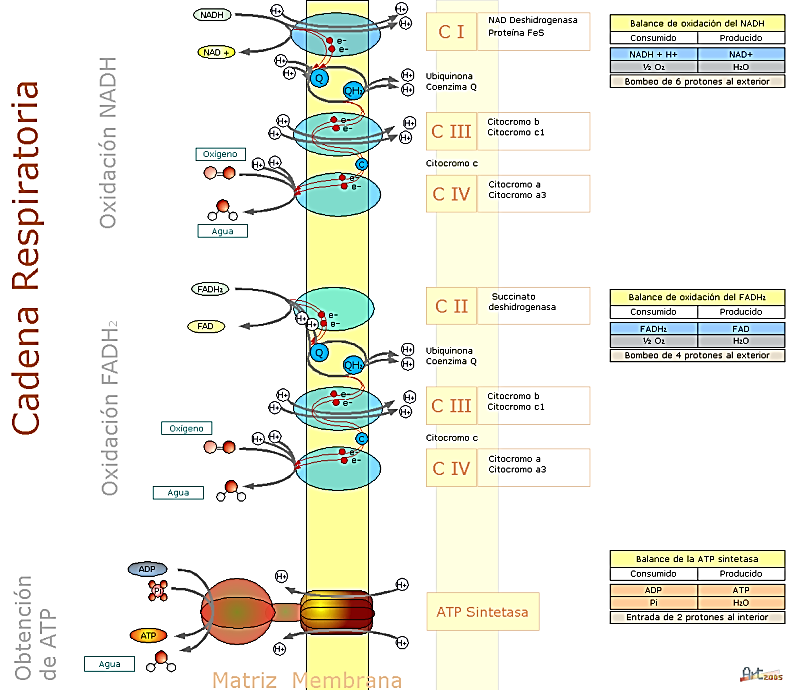 Cadena Respiratoria
Oxidación NADH
NADH
NAD +
H+
H+
H+
H+
e-
e-
C I
NAD Deshidrogenasa
Proteína FeS
H+
H+
Q
QH₂
H+
H+
Ubiquinona
Coenzima Q
H+
H+
e-
e-
H+
H+
C III
Citocromo b
Citocromo c1
Oxígeno
H+
H+
C
Citocromo c
e-
e-
C IV
Citocromo a
Citocromo a3
Agua
Balance de oxidación del NADH
Consumido Producido
NADH + H+ NAD+
½ O₂ H₂O
Bombeo de 6 protones al exterior
Oxidación FADH₂
FADH₂
FAD
e-
e-
H+
H+
C II
Succinato
deshidrogenasa
Q
QH₂
H+
H+
Ubiquinona
Coenzima Q
H+
H+
e-
e-
H+
H+
C III
Citocromo b
Citocromo c1
Oxígeno
H+
H+
C
Citocromo c
e-
e-
C IV
Citocromo a
Citocromo a3
Agua
Balance de oxidación del FADH₂
Consumido Producido
FADH₂ FAD
½ O₂ H₂O
Bombeo de 4 protones al exterior
Obtención
de ATP
ADP
Pi
ATP
Agua
H+
H+
H+
H+
ATP Sintetasa
Balance de la ATP sintetasa
Consumido Producido
ADP ATP
Pi H₂O
Entrada de 2 protones al interior
Matriz Membrana
Art 2005